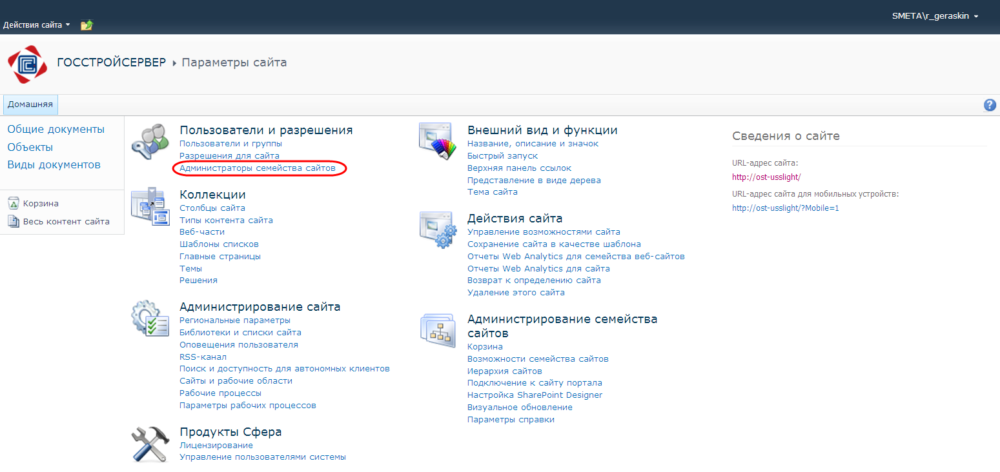 SMETA\r_geraskin
Действия сайта
ГОССТРОЙСЕРВЕР Параметры сайта
Домашняя
Общие документы
Объекты
Виды документов
Корзина
Весь контент сайта
Пользователи и разрешения
Пользователи и группы
Разрешения для сайта
Администраторы семейства сайтов
Коллекции
Столбцы сайта
Типы контента сайта
Веб-части
Шаблоны списков
Главные страницы
Темы
Решения
Администрирование сайта
Региональные параметры
Библиотеки и списки сайта
Оповещения пользователя
RSS-канал
Поиск и доступность для автономных клиентов
Сайты и рабочие области
Рабочие процессы
Параметры рабочих процессов
Продукты Сфера
Лицензирование
Управление пользователями системы
Внешний вид и функции
Название, описание и значок
Быстрый запуск
Верхняя панель ссылок
Представление в виде дерева
Тема сайта
Действия сайта
Управление возможностями сайта
Сохранение сайта в качестве шаблона
Отчеты Web Analytics для семейства веб-сайтов
Отчеты Web Analytics для сайта
Возврат к определению сайта
Удаление этого сайта
Администрирование семейства
сайтов
Корзина
Возможности семейства сайтов
Иерархия сайтов
Подключение к сайту портала
Настройка SharePoint Designer
Визуальное обновление
Параметры справки
Сведения о сайте
URL-адрес сайта:
http://ost-usslight/
URL-адрес сайта для мобильных устройств:
http://ost-usslight/?Mobile=1